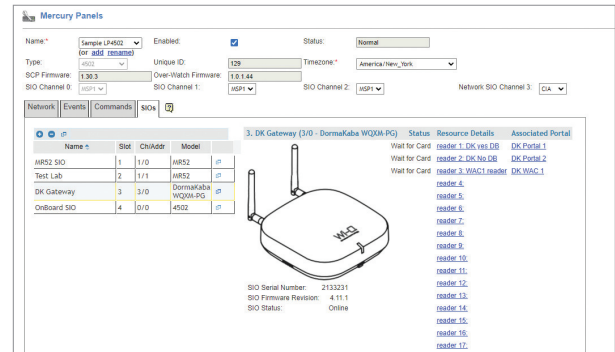 Mercury Panels
Name:* Sample LP4502 Enabled: Status: Normal
(or add rename)
Type: 4502 Unique ID: 129 Timezone:* America/New_York
SCP Firmware: 1.30.3 Over-Watch Firmware: 1.0.1.44
SIO Channel 0: MSP1 SIO Channel 1: MSP1 SIO Channel 2: MSP1 Network SIO Channel 3: CIA
Network Events Commands SIOs
Name Slot Ch/Addr Model
MR52 SIO 1 1/0 MR52
Test Lab 2 1/1 MR52
DK Gateway 3 3/0 DormaKaba WQXM-PG
OnBoard SIO 4 0/0 4502
3. DK Gateway (3/0 - DormaKaba WQXM-PG) Status Resource Details Associated Portal
Wait for Card reader 1: DK yes DB DK Portal 1
Wait for Card reader 2: DK No DB DK Portal 2
Wait for Card reader 3: WAC1 reader DK WAC 1
reader 4:
reader 5:
reader 6:
reader 7:
reader 8:
reader 9:
reader 10:
reader 11:
reader 12:
reader 13:
reader 14:
reader 15:
reader 16:
reader 17:
Wi-Q
SIO Serial Number: 2133231
SIO Firmware Revision: 4.11.1
SIO Status: Online